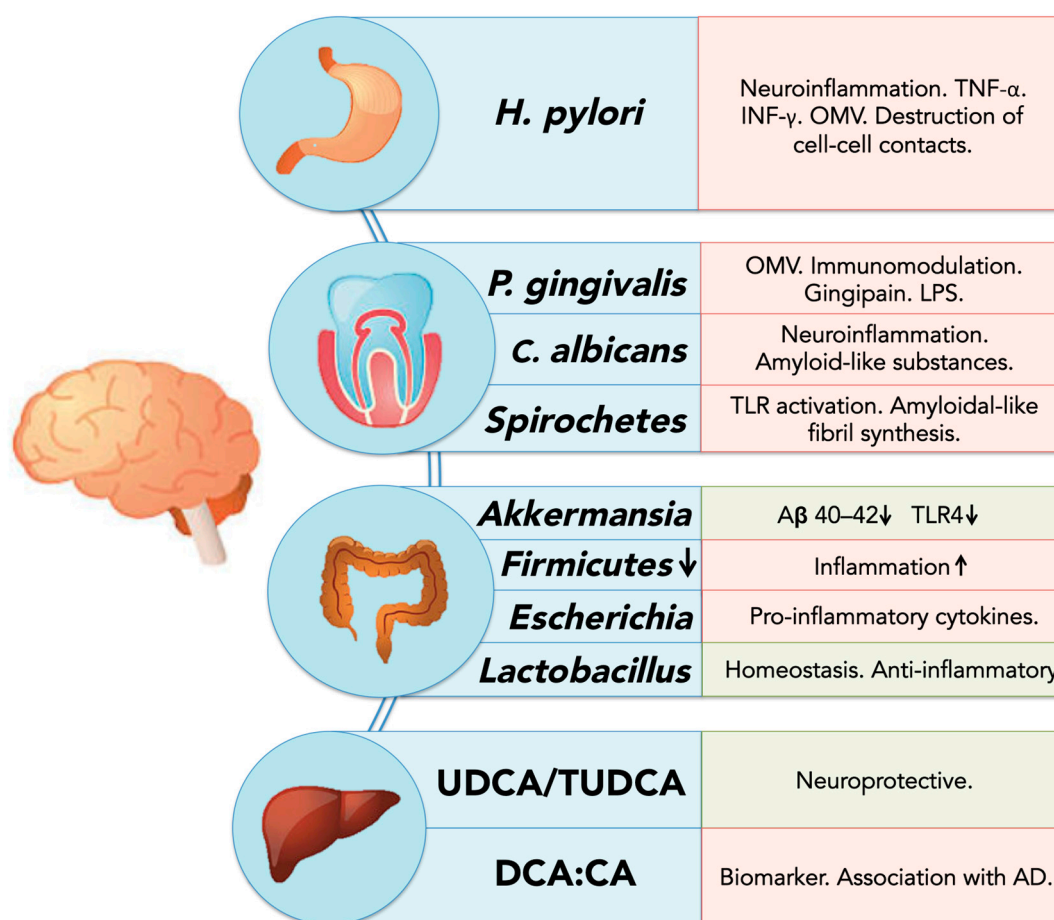 H. pylori
Neuroinflammation. TNF-α.
INF-γ. OMV. Destruction of
cell-cell contacts.
P. gingivalis
OMV. Immunomodulation.
Gingipain. LPS.
C. albicans
Neuroinflammation.
Amyloid-like substances.
Spirochetes
TLR activation. Amyloidal-like
fibril synthesis.
Akkermansia
Aβ 40–42↓ TLR4↓
Firmicutes↓
Inflammation↑
Escherichia
Pro-inflammatory cytokines.
Lactobacillus
Homeostasis. Anti-inflammatory
UDCA/TUDCA
Neuroprotective.
DCA:CA
Biomarker. Association with AD.